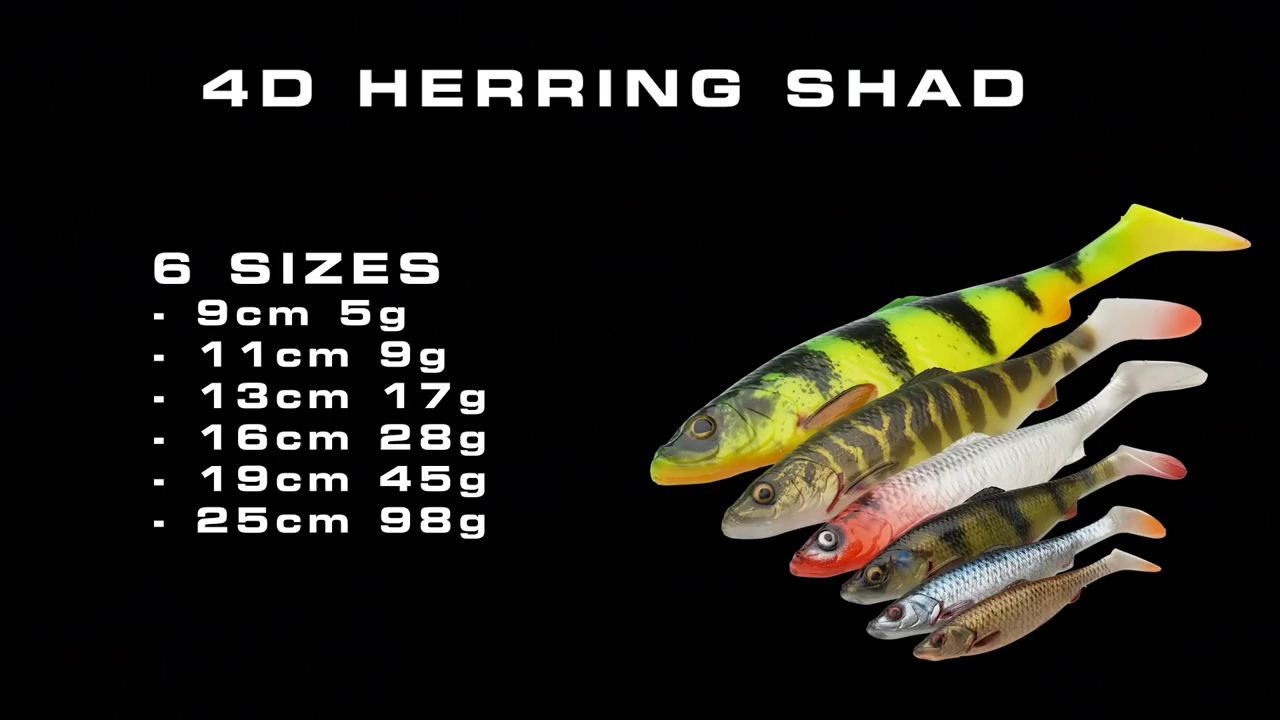 4D HERRING SHAD
6 SIZES
- 9cm 5g
- 11cm 9g
- 13cm 17g
- 16cm 28g
- 19cm 45g
- 25cm 98g